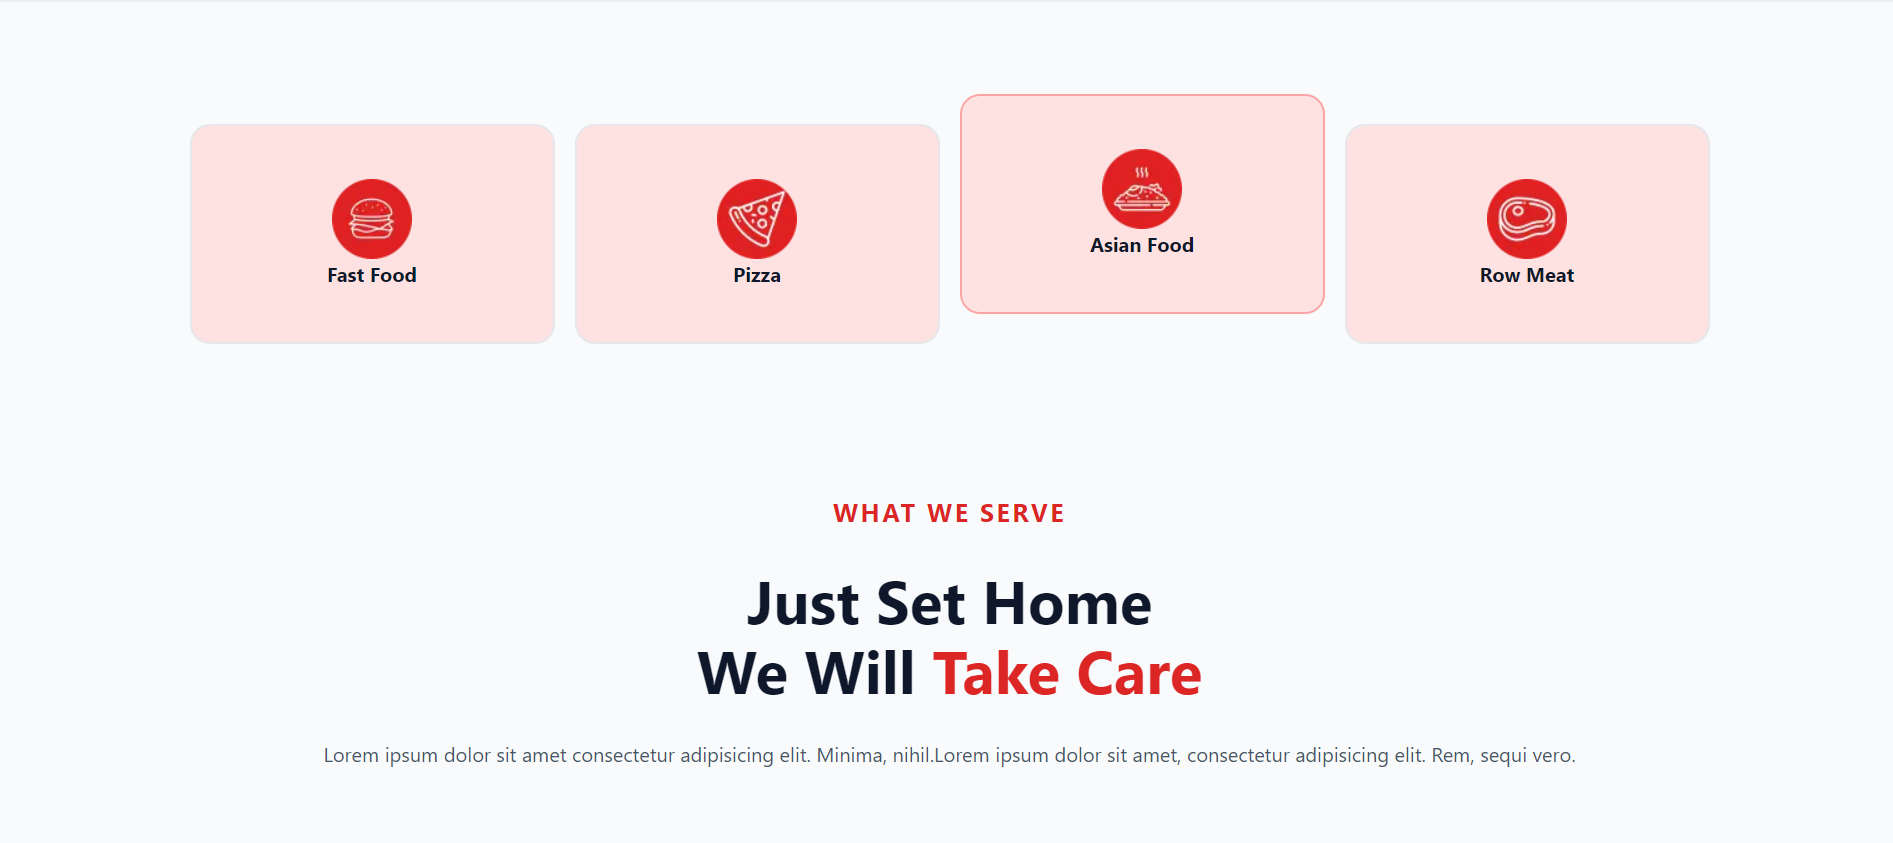 Fast Food
Pizza
Asian Food
Row Meat
WHAT WE SERVE
Just Set Home
We Will Take Care
Lorem ipsum dolor sit amet consectetur adipisicing elit. Minima, nihil.Lorem ipsum dolor sit amet, consectetur adipisicing elit. Rem, sequi vero.